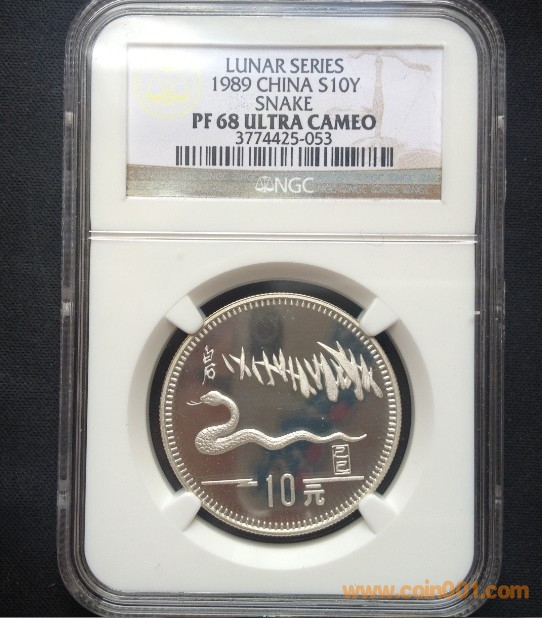 LUNAR SERIES
1989 CHINA S10Y
SNAKE
PF 68 ULTRA CAMEO
3774425-053
NGC
己巳
10元
www.coin001.com